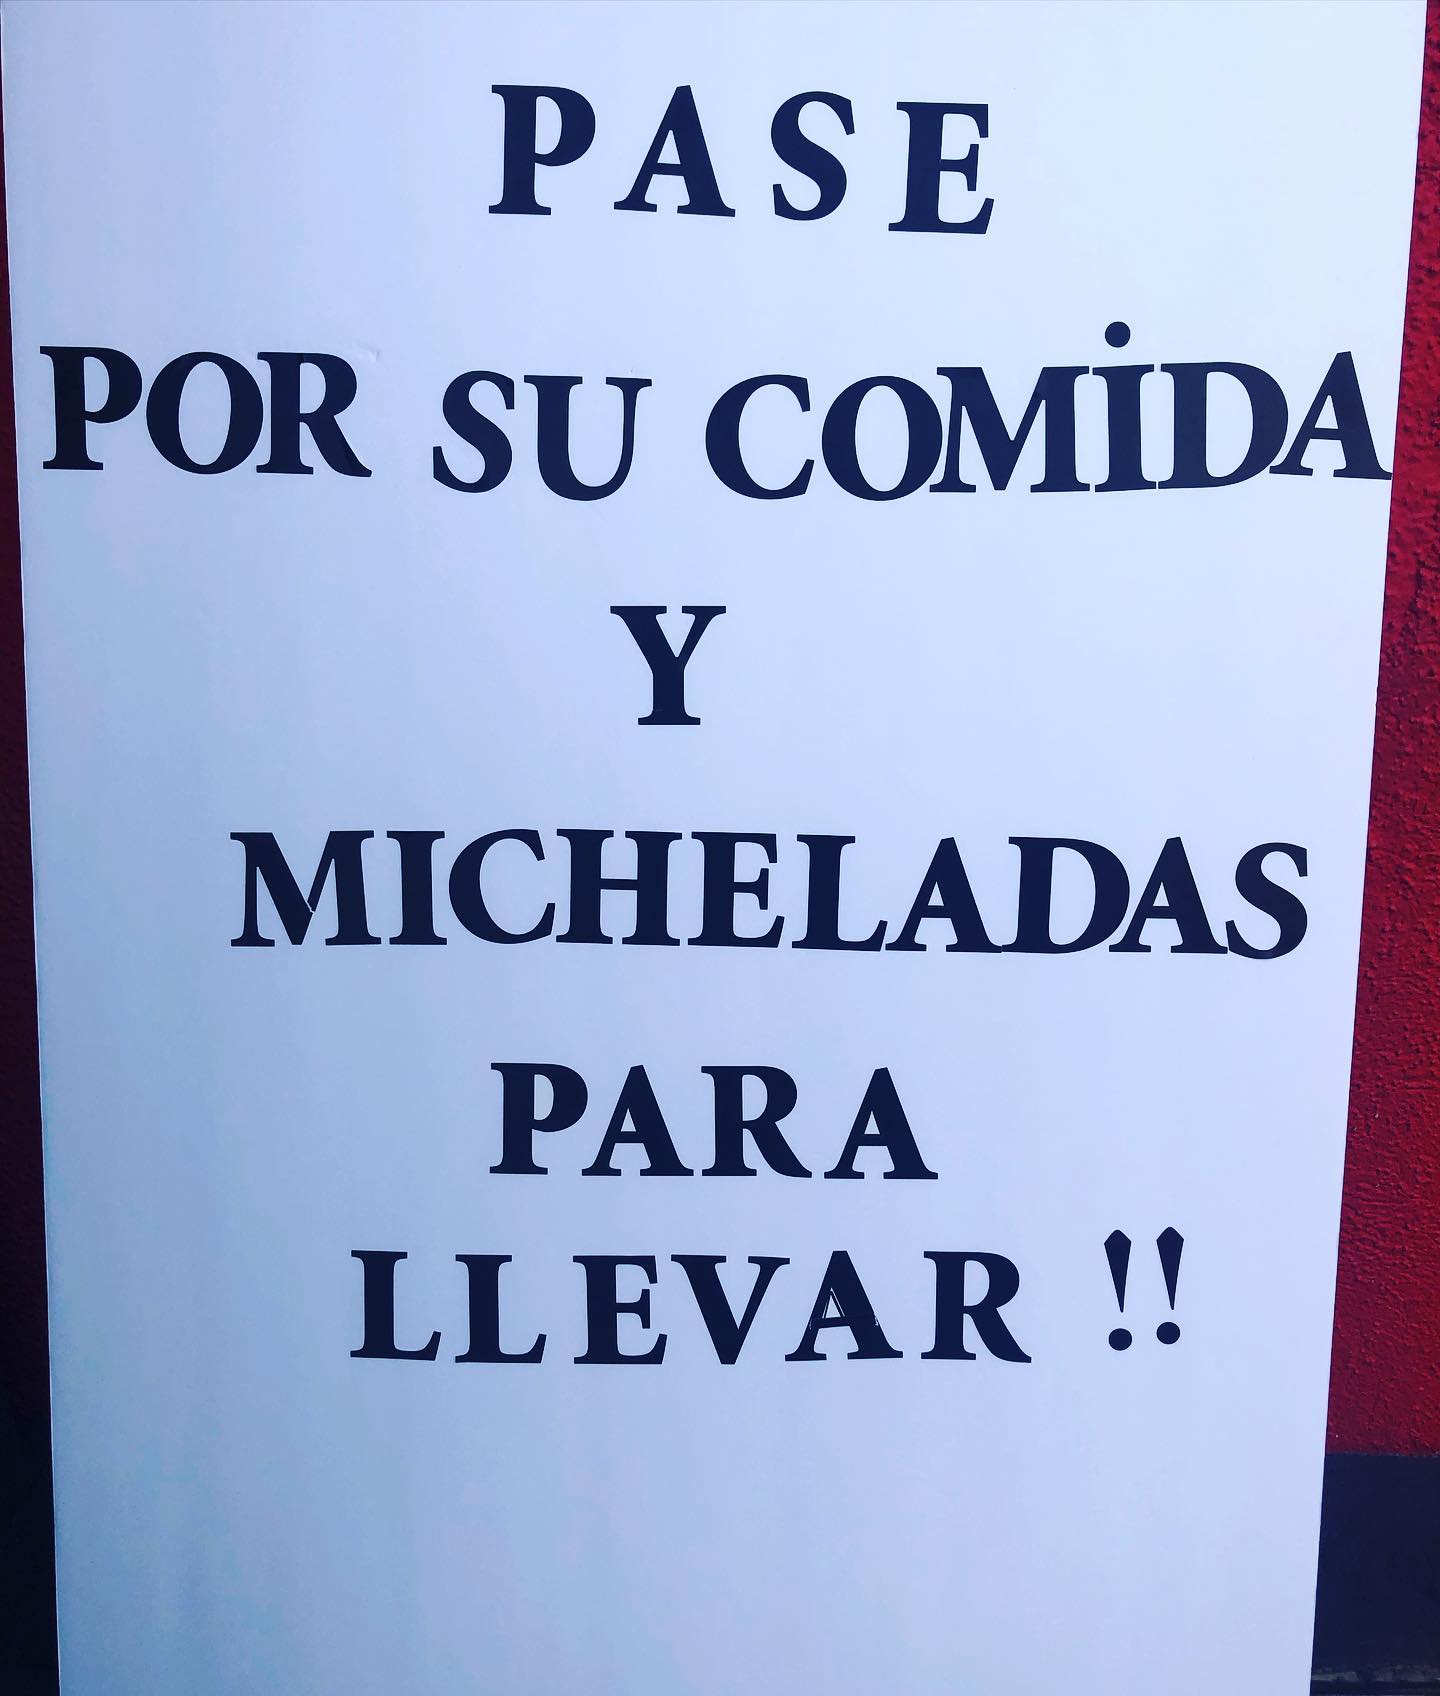 PASE
POR SU COMİDA
Y
MICHELADAS
PARA
LLEVAR !!